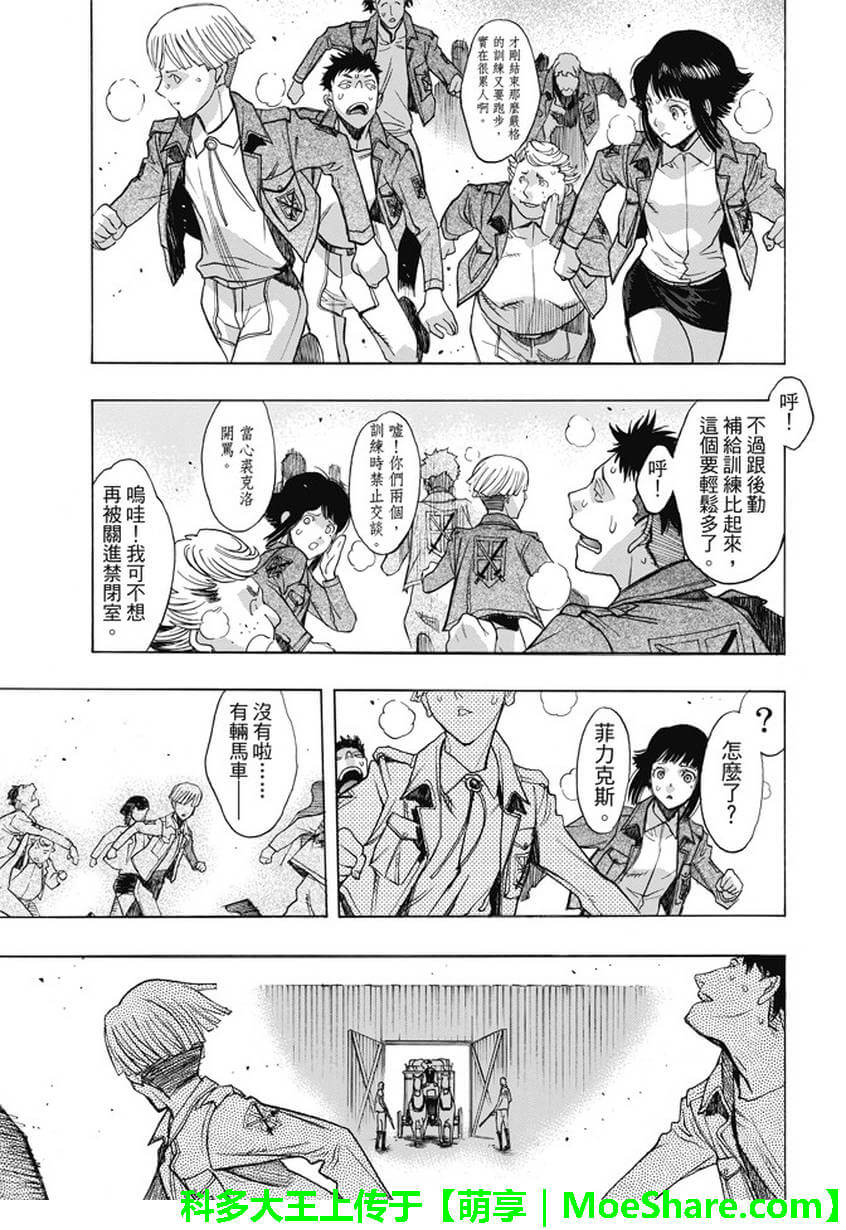 才剛結束那麼嚴格
的訓練又要跑步，
實在很累人啊。
呼！
不過跟後勤
補給訓練比起來，
這個要輕鬆多了。
呼！
噓！你們兩個，
訓練時禁止交談。
當心裘克洛
開罵。
嗚哇！我可不想
再被關進禁閉室。
？
怎麼了？
菲力克斯。
沒有啦……
有輛馬車——
科多大王上传于【萌享｜MoeShare.com】